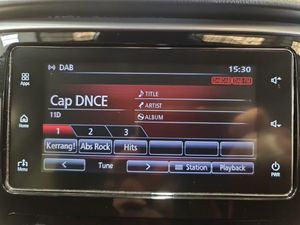 DAB
15:30
Apps
TITLE
Cap DNCE
ARTIST
11D
ALBUM
Home
1 2 3
Kerrang! Abs Rock Hits
Menu
< Tune > Station Playback
PWR